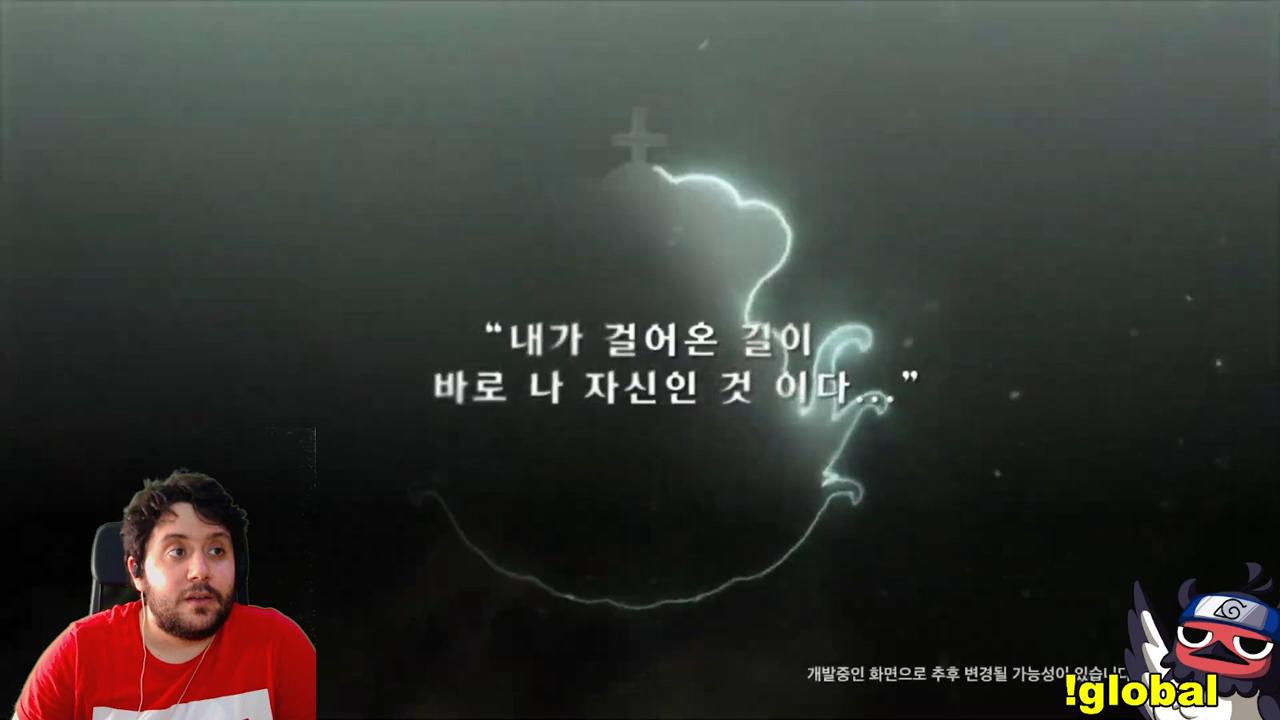 “내가 걸어온 길이
바로 나 자신인 것 이다...”
개발중인 화면으로 추후 변경될 가능성이 있습니다
!global